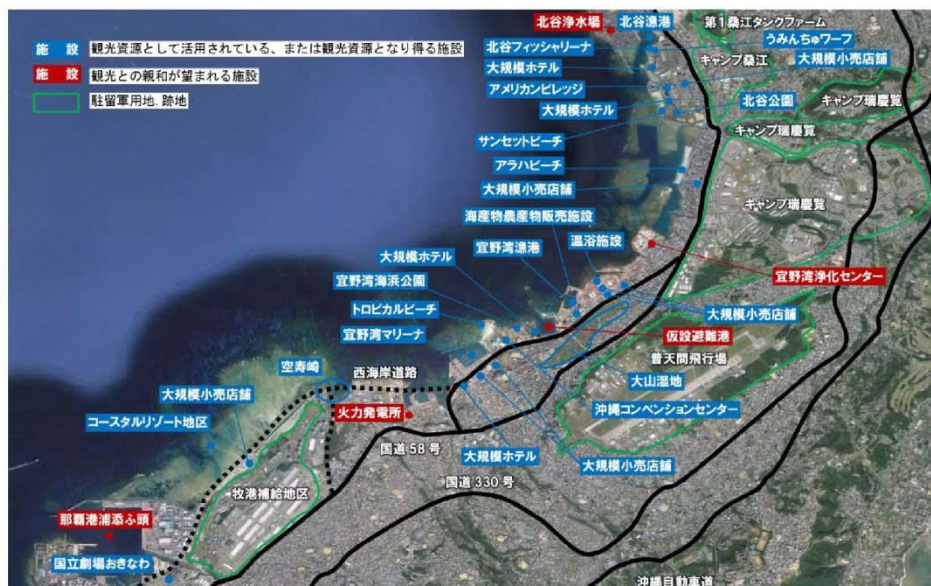 施 設 観光資源として活用されている、または観光資源となり得る施設
施 設 観光との親和が望まれる施設
駐留軍用地、跡地
北谷浄水場
北谷漁港
第1桑江タンクファーム
北谷フィッシャリーナ
うみんちゅワーフ
大規模ホテル
キャンプ桑江
大規模小売店舗
アメリカンビレッジ
大規模ホテル
北谷公園
キャンプ瑞慶覧
サンセットビーチ
キャンプ瑞慶覧
アラハビーチ
大規模小売店舗
キャンプ瑞慶覧
海産物農産物販売施設
温浴施設
宜野湾漁港
大規模ホテル
宜野湾浄化センター
宜野湾海浜公園
トロピカルビーチ
大規模小売店舗
宜野湾マリーナ
仮設避難港
普天間飛行場
空寿崎
西海岸道路
大山湿地
大規模小売店舗
沖縄コンベンションセンター
コースタルリゾート地区
火力発電所
国道58号
大規模ホテル
大規模小売店舗
国道330号
牧港補給地区
那覇港浦添ふ頭
国立劇場おきなわ
沖縄自動車道